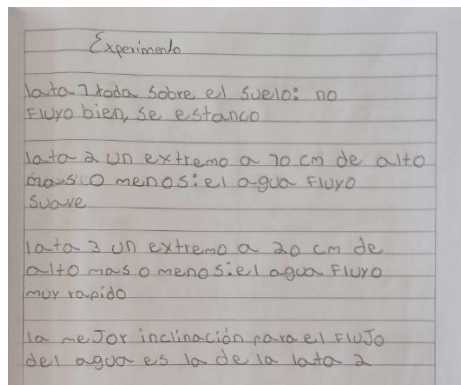 Experimento
lata 1 toda sobre el suelo: no
Fluyo bien, se estanco
lata 2 un extremo a 10 cm de alto
mas o menos: el agua Fluyo
suave
lata 3 un extremo a 20 cm de
alto mas o menos: el agua Fluyo
muy rapido
la meJor inclinación para el FluJo
del agua es la de la lata 2